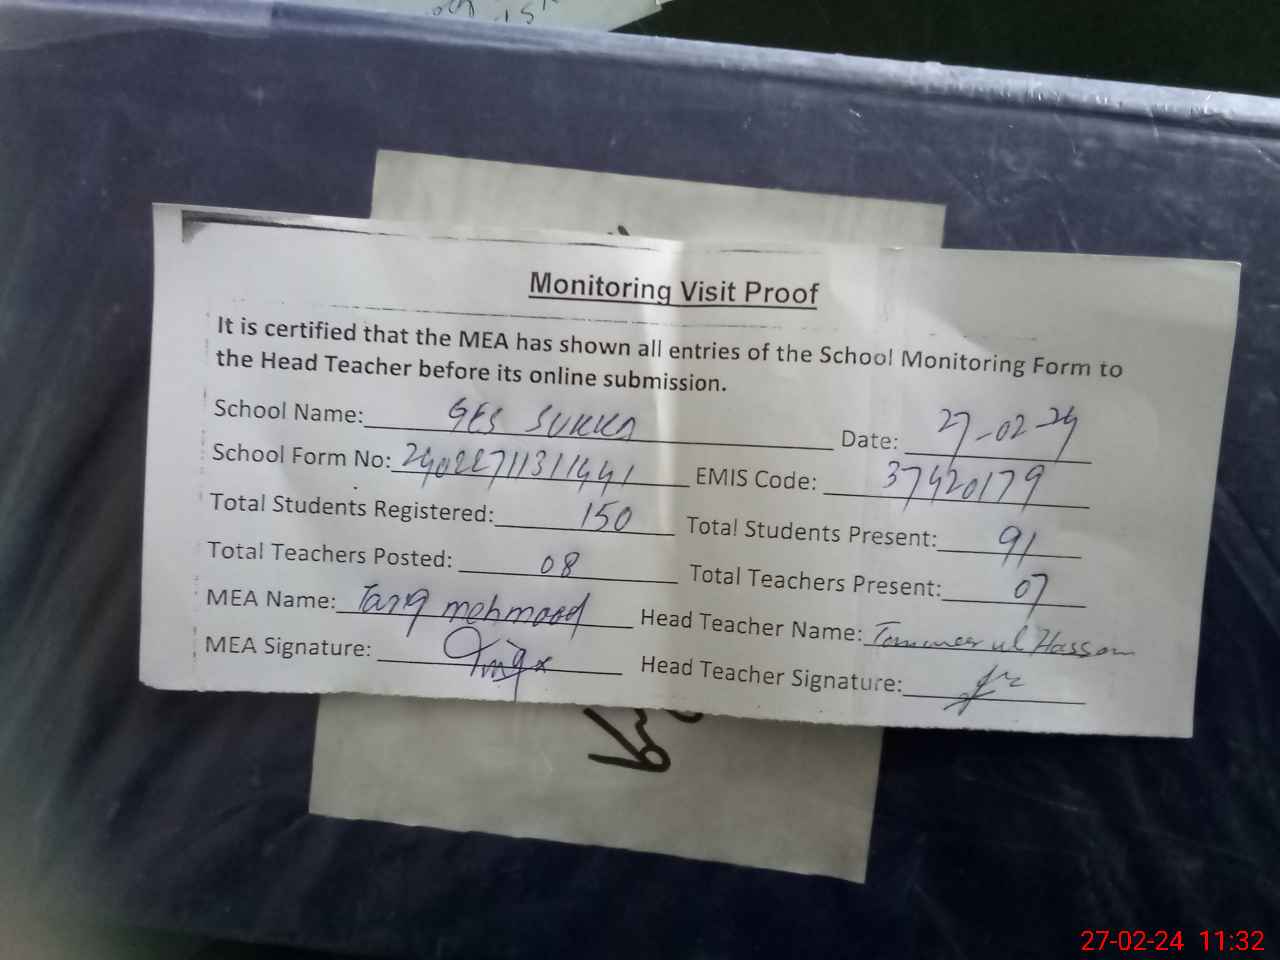 Monitoring Visit Proof
It is certified that the MEA has shown all entries of the School Monitoring Form to
the Head Teacher before its online submission.
School Name: GES SUKKA Date: 27-02-24
School Form No: 24022711311441 EMIS Code: 37420179
Total Students Registered: 150 Total Students Present: 91
Total Teachers Posted: 08 Total Teachers Present: 07
MEA Name: Tariq mehmood Head Teacher Name: ul Hassan
MEA Signature: Head Teacher Signature:
27-02-24 11:32